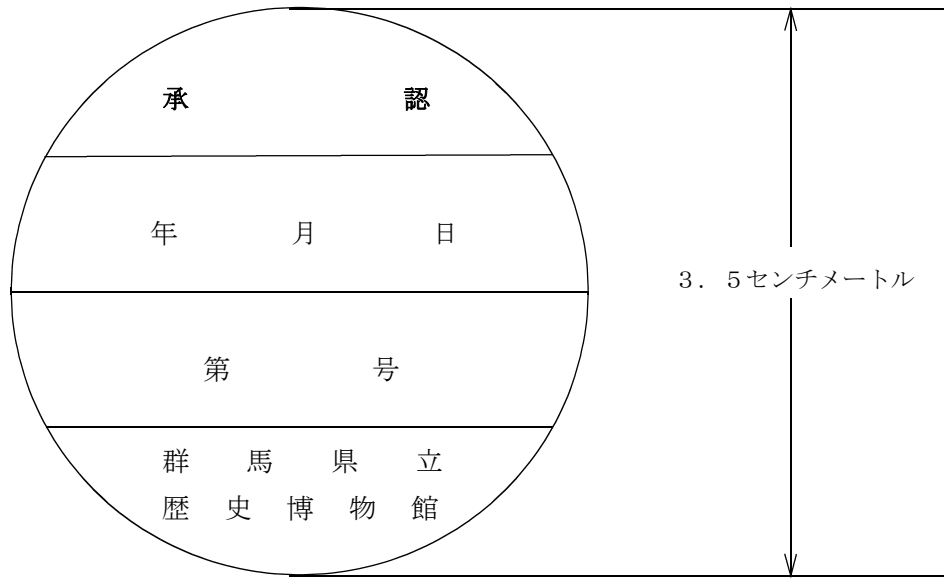 承 認
年 月 日
3．5センチメートル
第 号
群 馬 県 立
歴 史 博 物 館